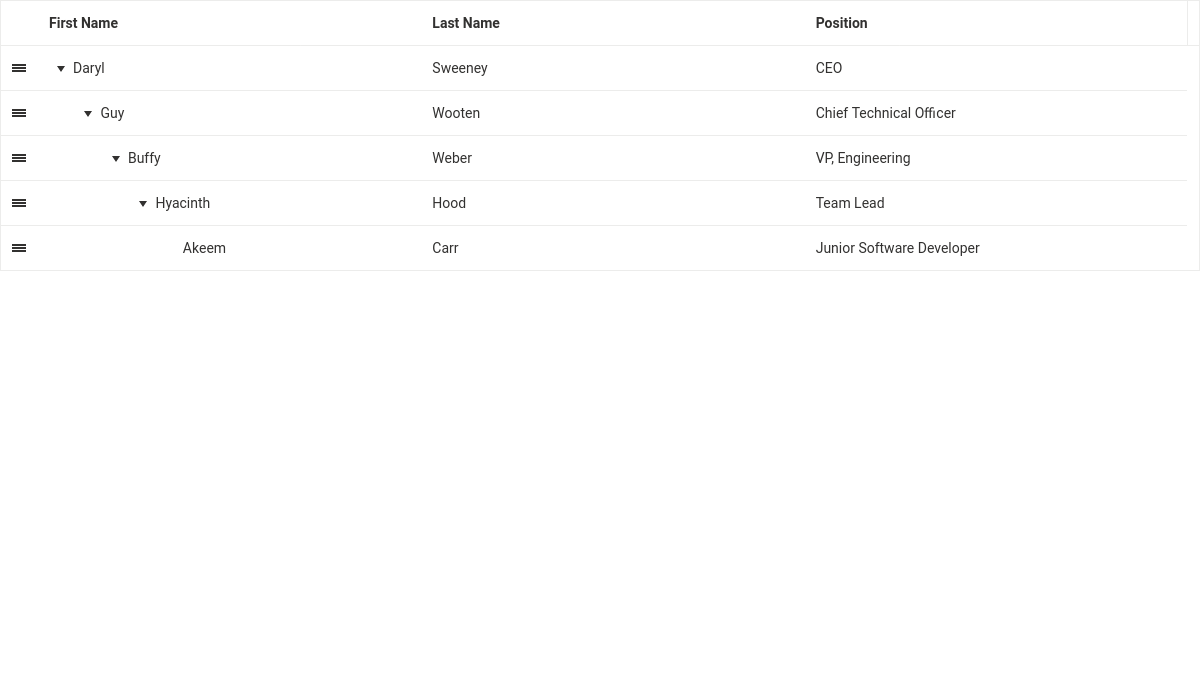 First Name Last Name Position
Daryl Sweeney CEO
Guy Wooten Chief Technical Officer
Buffy Weber VP, Engineering
Hyacinth Hood Team Lead
Akeem Carr Junior Software Developer